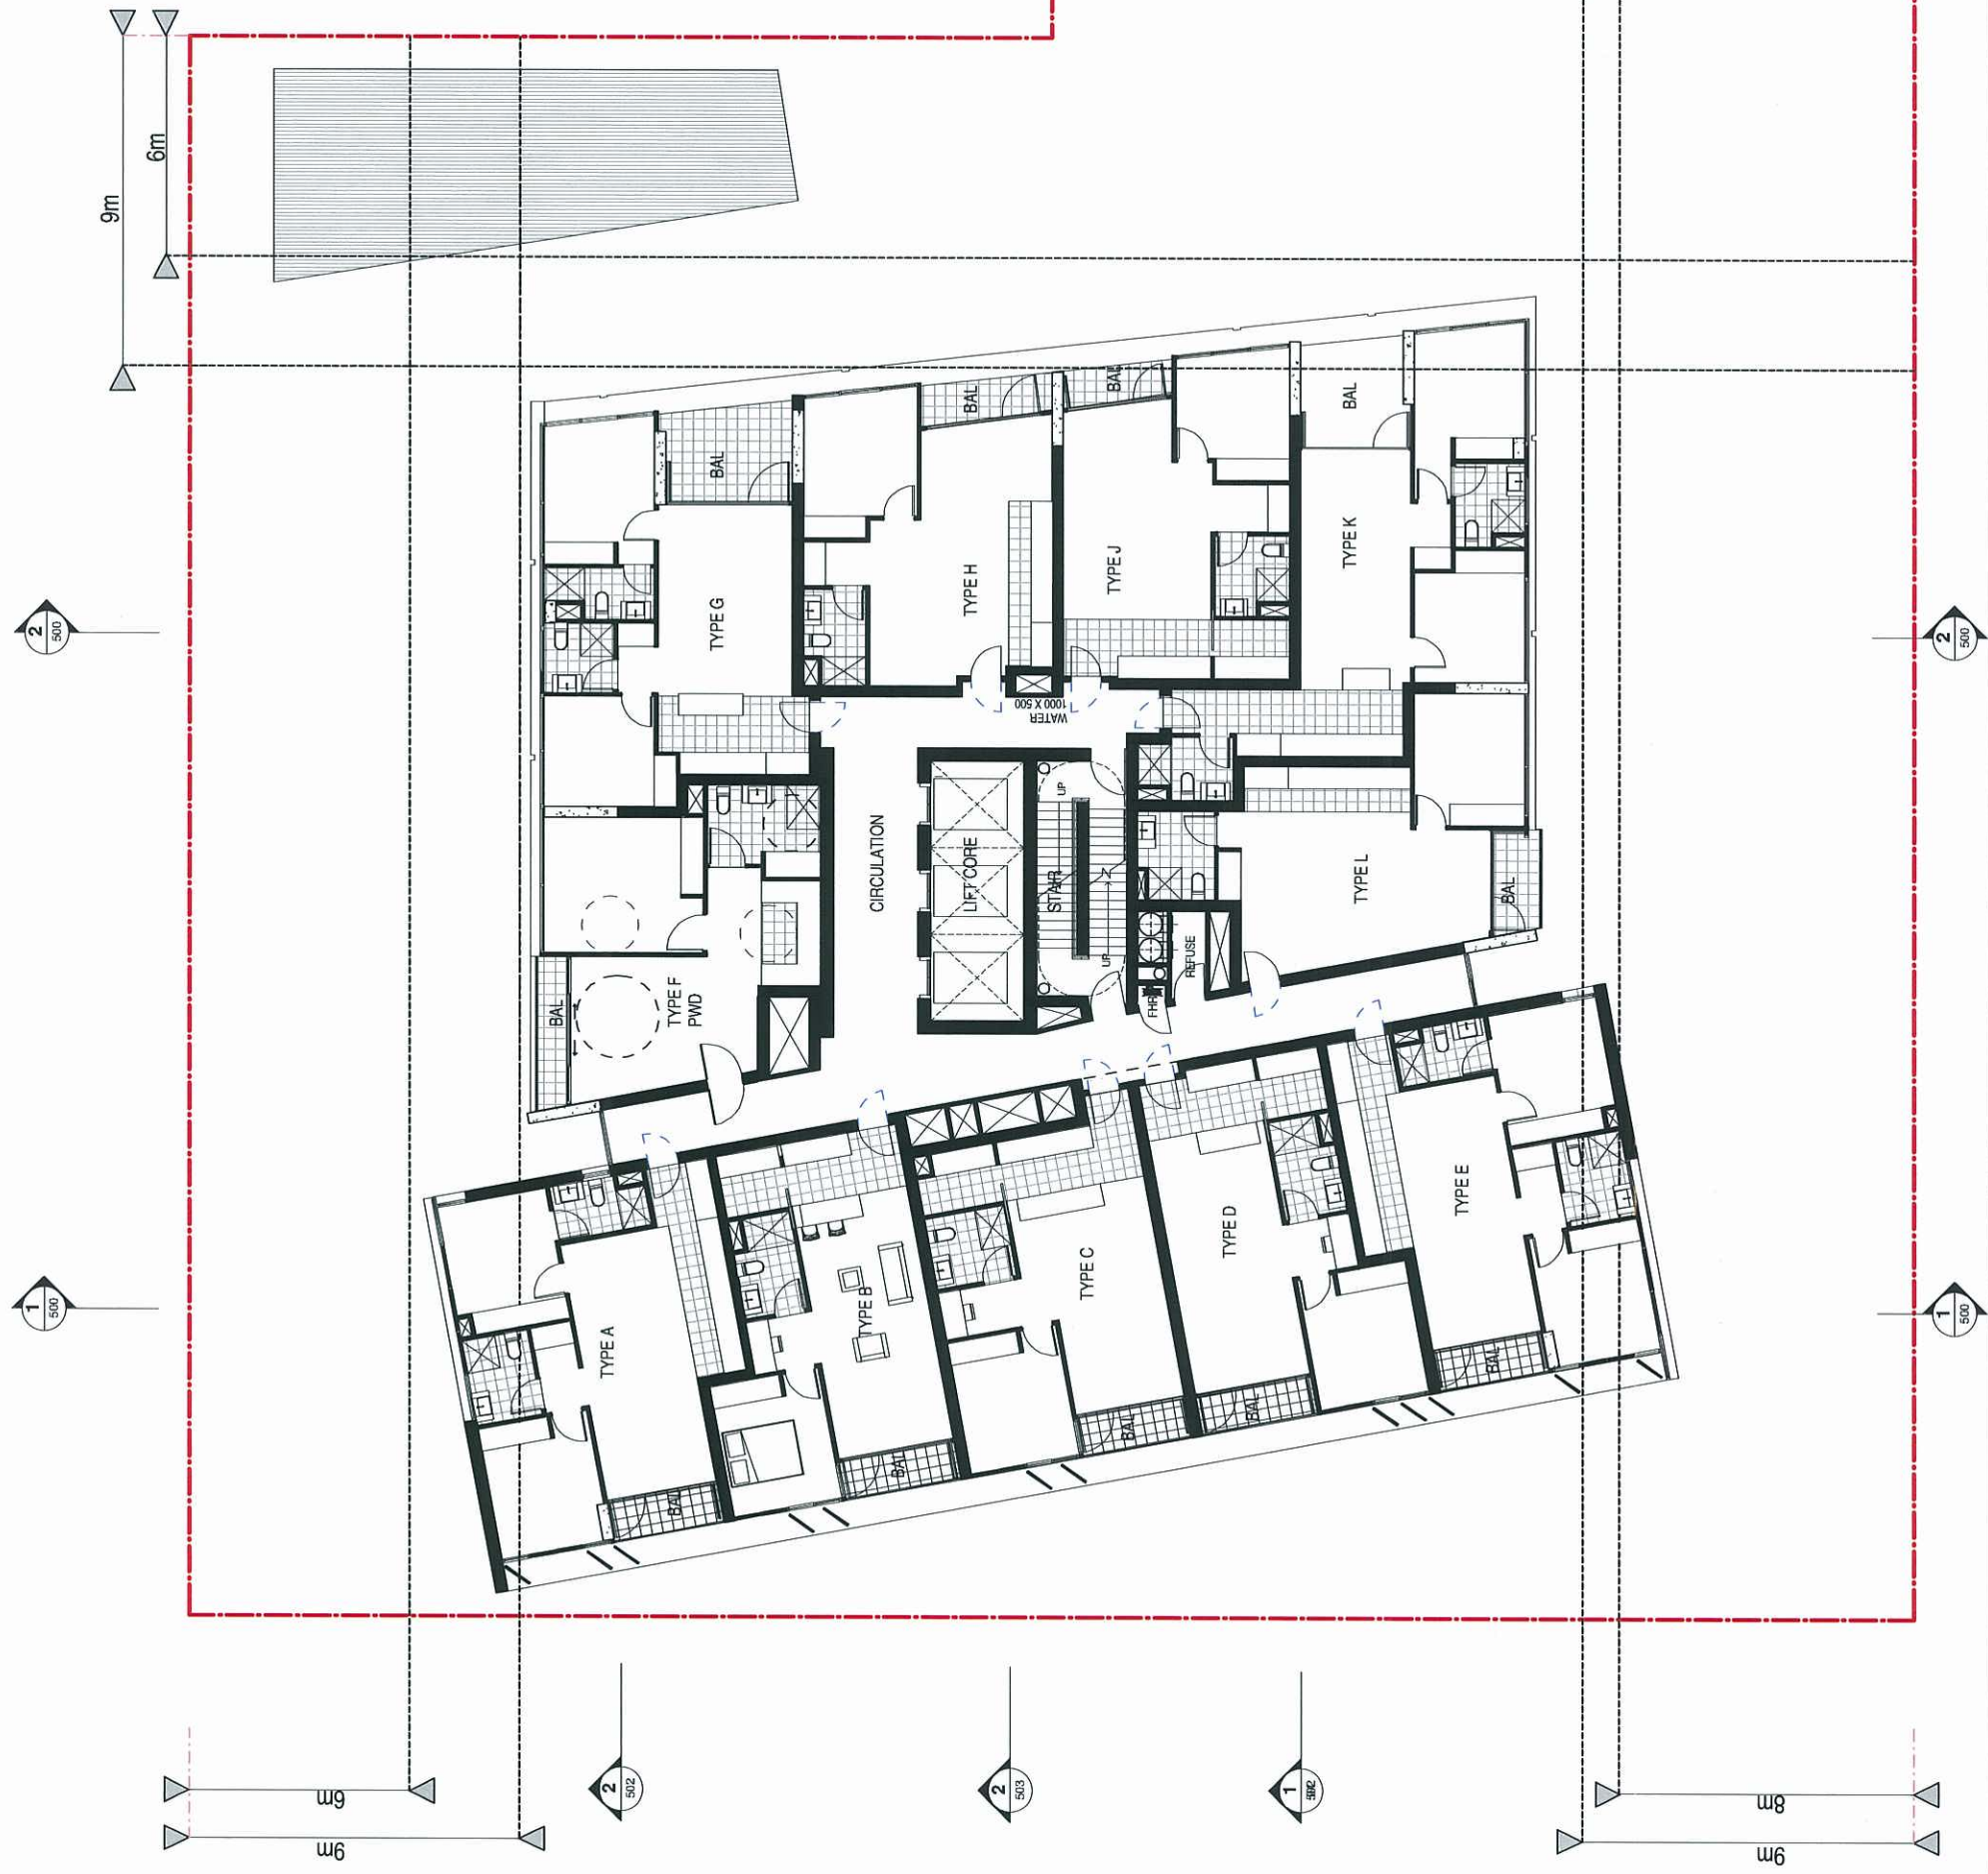 9m
6m
2
500
2
500
BAL
BAL
BAL
BAL
TYPE G
TYPE H
TYPE J
TYPE K
WATER
1000 X 500
CIRCULATION
LIFT CORE
STAIR
UP
UP
TYPE L
BAL
REFUSE
FHR
TYPE F
PWD
BAL
TYPE A
TYPE B
TYPE C
TYPE D
TYPE E
BAL
BAL
BAL
BAL
BAL
1
500
1
500
2
502
2
503
1
6m
9m
8m
9m